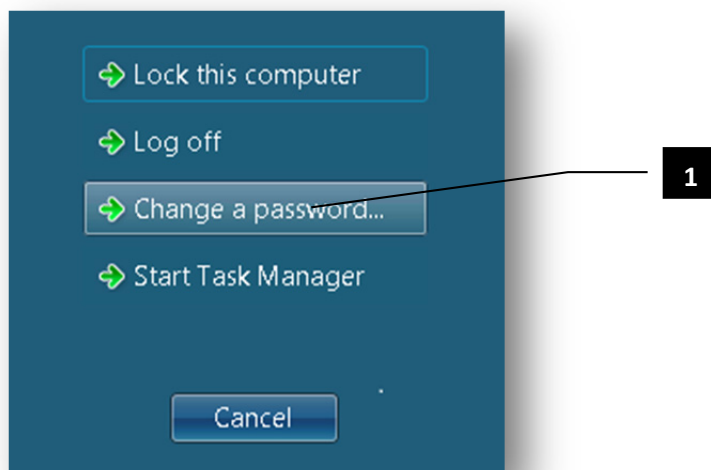 Lock this computer
Log off
Change a password...
1
Start Task Manager
Cancel